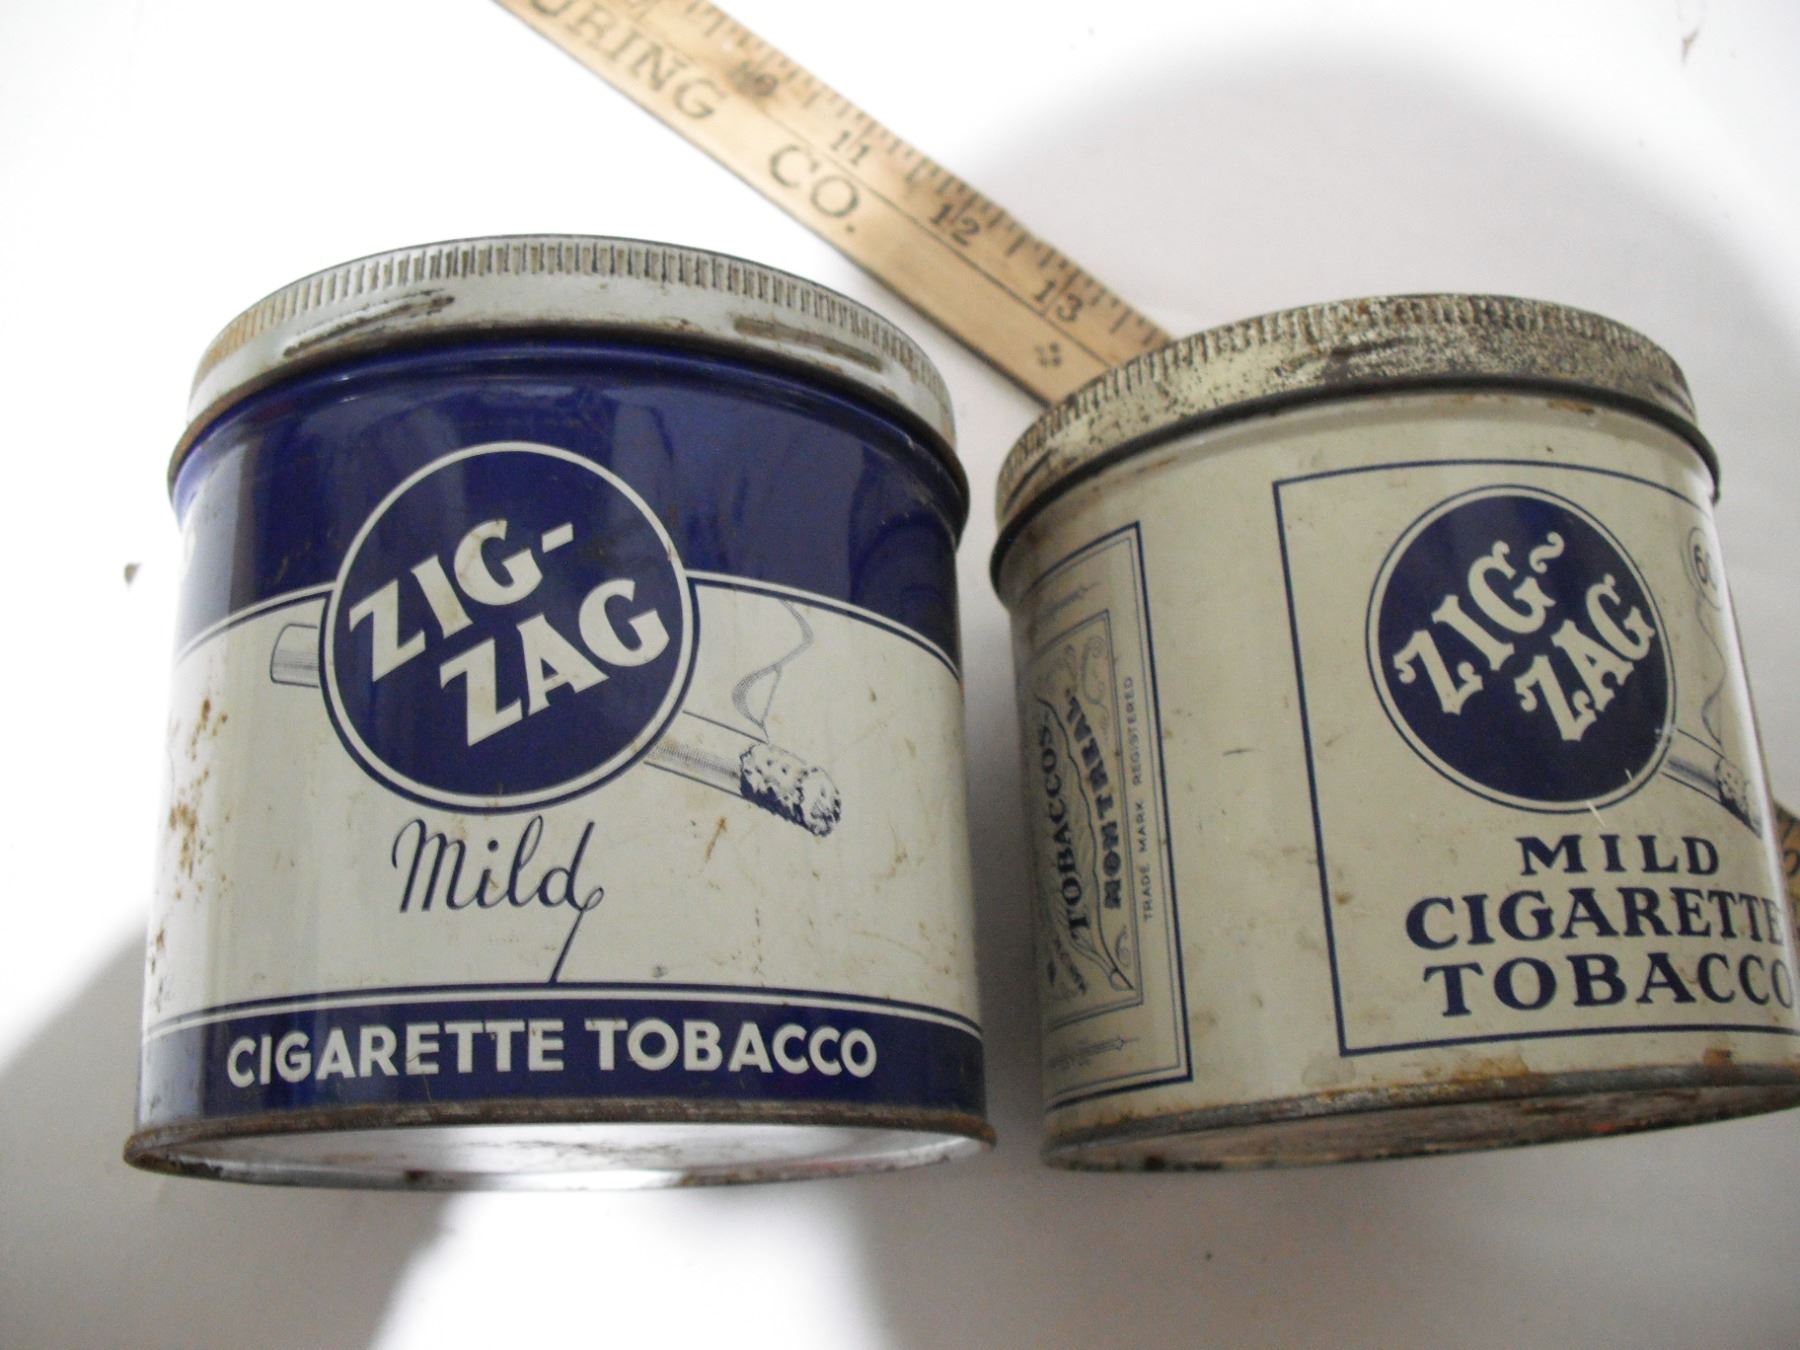 URING CO.
10 11 12 13
ZIG-
ZAG
Mild
CIGARETTE TOBACCO
TOBACCOS
MONTREAL
TRADE MARK REGISTERED
ZIG-
ZAG
MILD
CIGARETTE
TOBACCO